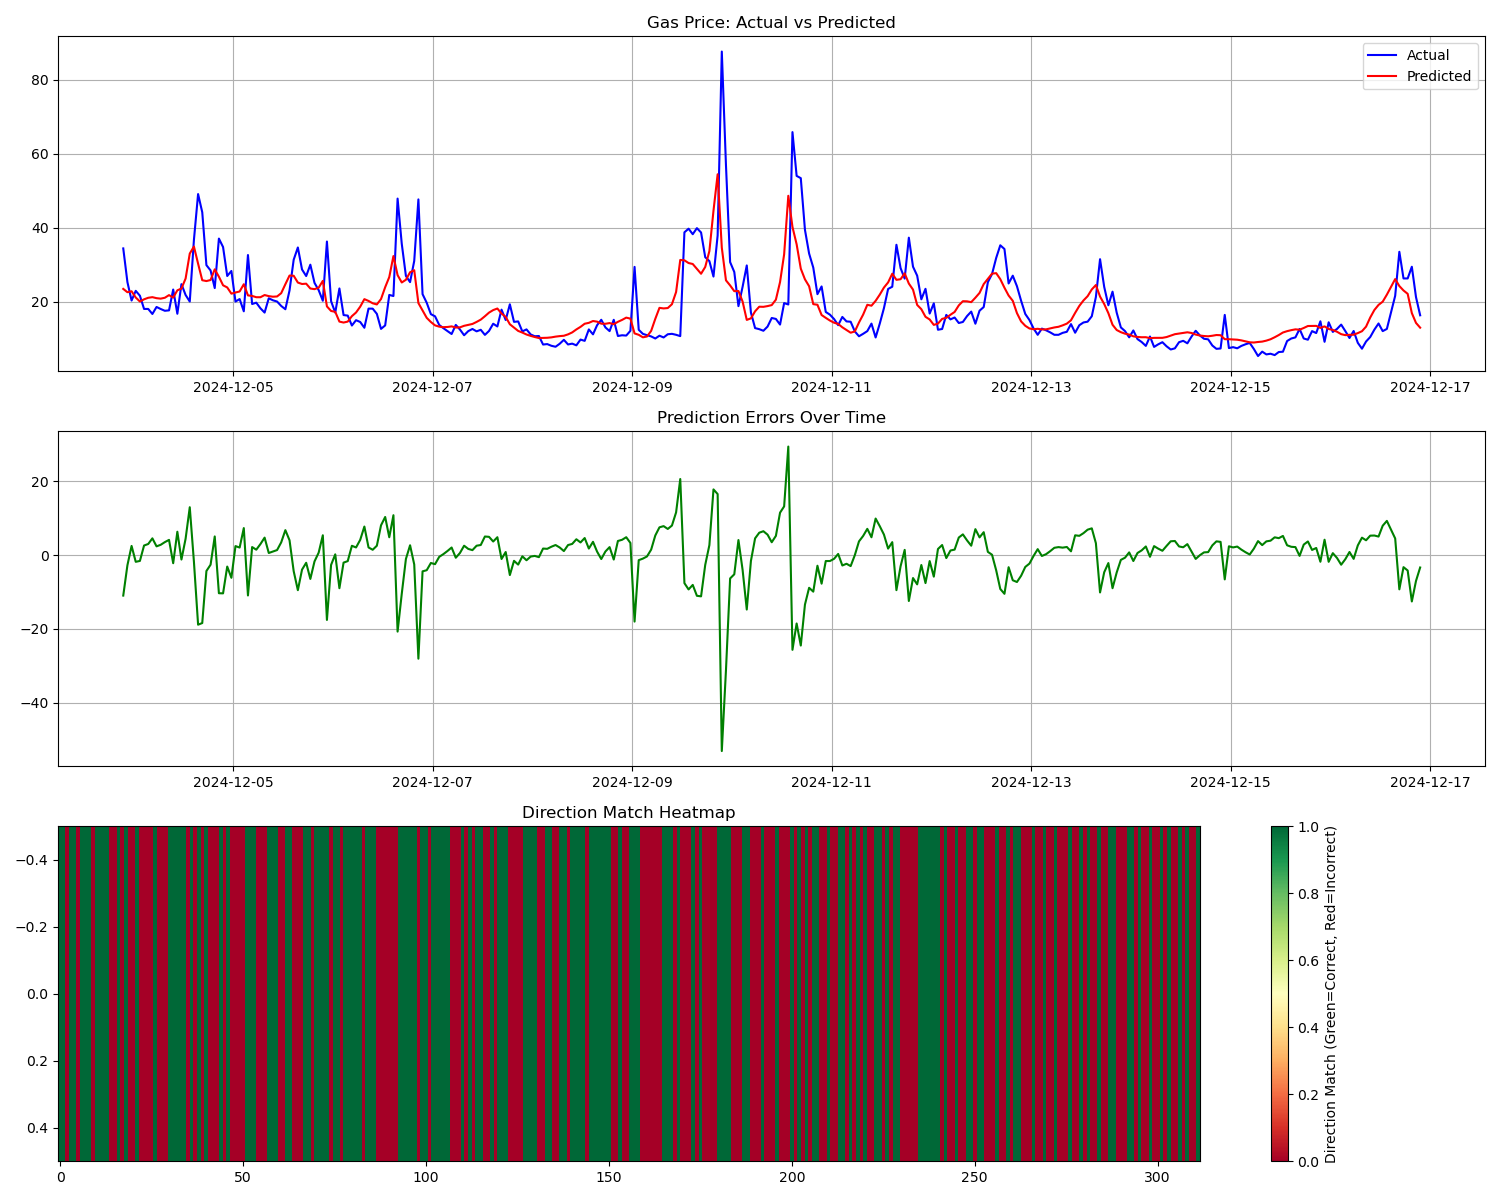 Gas Price: Actual vs Predicted
Actual
Predicted
80
60
40
20
2024-12-05 2024-12-07 2024-12-09 2024-12-11 2024-12-13 2024-12-15 2024-12-17
Prediction Errors Over Time
20
0
−20
−40
2024-12-05 2024-12-07 2024-12-09 2024-12-11 2024-12-13 2024-12-15 2024-12-17
Direction Match Heatmap
−0.4
−0.2
0.0
0.2
0.4
0 50 100 150 200 250 300
1.0
0.8
0.6
0.4
0.2
0.0
Direction Match (Green=Correct, Red=Incorrect)